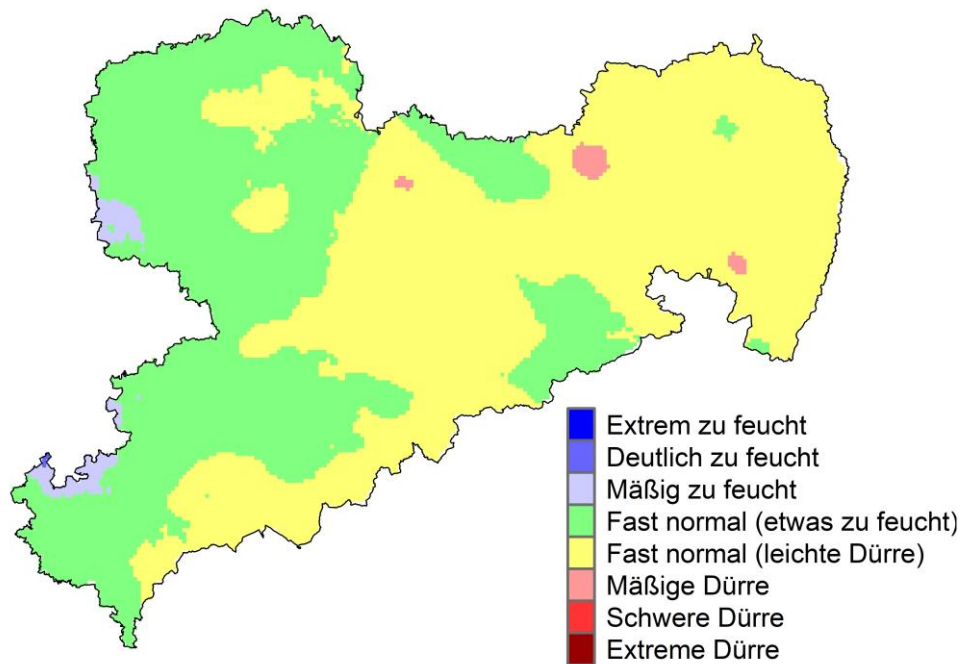 Extrem zu feucht
Deutlich zu feucht
Mäßig zu feucht
Fast normal (etwas zu feucht)
Fast normal (leichte Dürre)
Mäßige Dürre
Schwere Dürre
Extreme Dürre